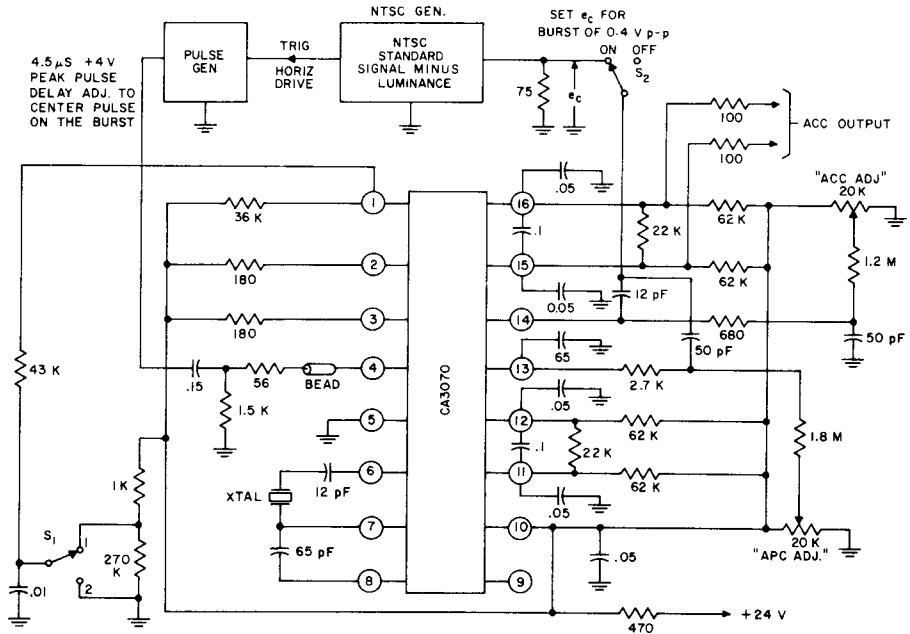 NTSC GEN.
SET ec FOR
BURST OF 0.4 V p-p
ON OFF
S2
4.5 µS +4V
PEAK PULSE
DELAY ADJ. TO
CENTER PULSE
ON THE BURST
PULSE
GEN
TRIG
HORIZ
DRIVE
NTSC
STANDARD
SIGNAL MINUS
LUMINANCE
75
ec
100
100
ACC OUTPUT
"ACC ADJ"
20 K
36 K
1
16
.05
62 K
.1
22 K
1.2 M
180
2
15
62 K
0.05
12 pF
180
3
14
680
50 pF
50 pF
43 K
.15
56
BEAD
4
CA3070
13
65
2.7 K
1.5 K
5
12
.05
62 K
1.8 M
.1
22 K
1K
12 pF
6
11
62 K
.05
XTAL
7
10
20 K
"APC ADJ."
S1
1
2
270
K
65 pF
.05
.01
8
9
470
+24 V